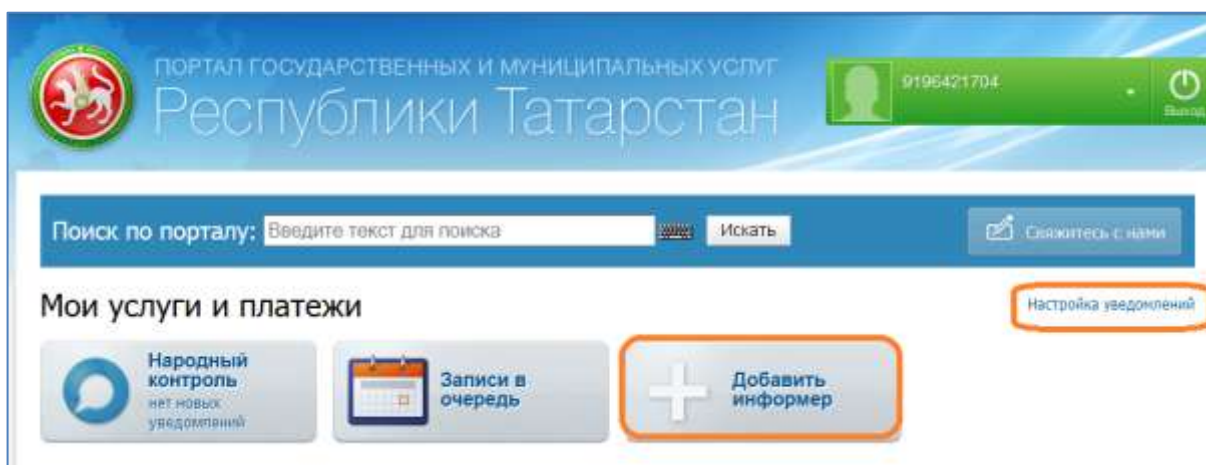 ПОРТАЛ ГОСУДАРСТВЕННЫХ И МУНИЦИПАЛЬНЫХ УСЛУГ
Республики Татарстан
9196421704
Выход
Поиск по порталу: Введите текст для поиска Искать Свяжитесь с нами
Мои услуги и платежи
Настройка уведомлений
Народный
контроль
нет новых
уведомлений
Записи в
очередь
Добавить
информер